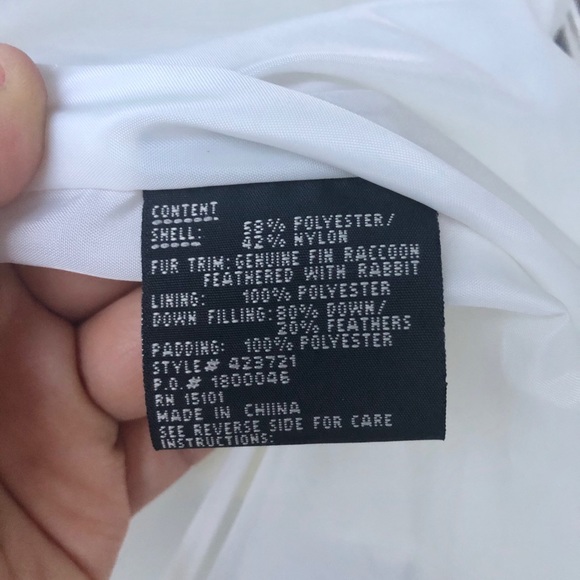 CONTENT
SHELL: 58% POLYESTER/
42% NYLON
FUR TRIM: GENUINE FIN RACCOON
FEATHERED WITH RABBIT
LINING: 100% POLYESTER
DOWN FILLING: 80% DOWN/
20% FEATHERS
PADDING: 100% POLYESTER
STYLE# 423721
P.O.# 1800046
RN 15101
MADE IN CHIINA
SEE REVERSE SIDE FOR CARE
INSTRUCTIONS: